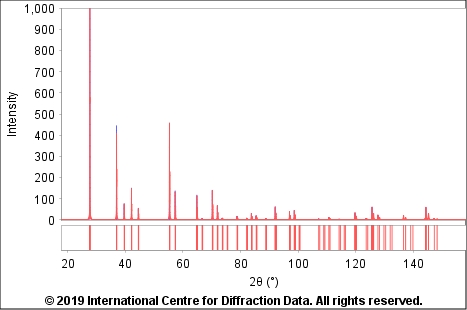 1,000
900
800
700
600
500
400
300
200
100
0
Intensity
20 40 60 80 100 120 140
2θ (°)
© 2019 International Centre for Diffraction Data. All rights reserved.